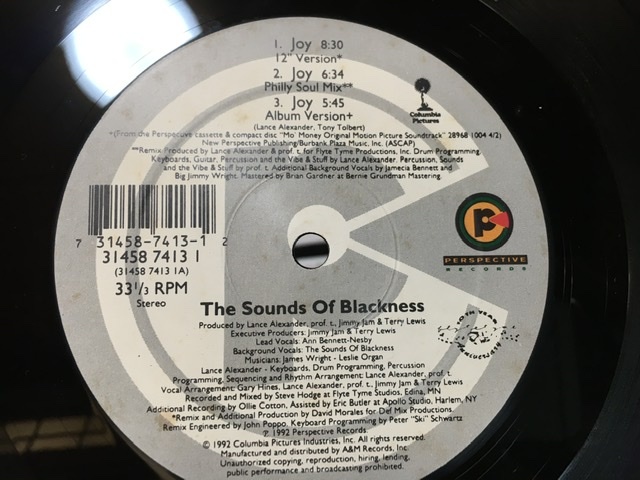 1. Joy 8:30
12" Version*
2. Joy 6:34
Philly Soul Mix**
3. Joy 5:45
Album Version+
(Lance Alexander, Tony Tolbert)
*(From the Perspective cassette & compact disc "Mo' Money Original Motion Picture Soundtrack" 28968 1004 4/2)
New Perspective Publishing/Burbank Plaza Music, Inc. (ASCAP)
**Remix Produced by Lance Alexander & prof. t. for Flyte Tyme Productions, Inc. Drum Programming
Keyboards, Guitar, Percussion and the Vibe & Stuff by Lance Alexander. Percussion, Sounds
and the Vibe & Stuff by prof. t. Additional Background Vocals by Jamecia Bennett and
Big Jimmy Wright. Mastered by Brian Gardner at Bernie Grundman Mastering.
Columbia
Pictures
7 31458-7413-1 2
31458 7413 1
(31458 7413 1A)
33 1/3 RPM
Stereo
PERSPECTIVE
RECORDS
The Sounds Of Blackness
Produced by Lance Alexander, prof. t., Jimmy Jam & Terry Lewis
Executive Producers: Jimmy Jam & Terry Lewis
Lead Vocals: Ann Bennett-Nesby
Background Vocals: The Sounds Of Blackness
Musicians: James Wright - Leslie Organ
Lance Alexander - Keyboards, Drum Programming, Percussion
Programming, Sequencing and Rhythm Arrangement: Lance Alexander, prof. t.
Vocal Arrangement: Gary Hines, Lance Alexander, prof. t., Jimmy Jam & Terry Lewis
Recorded and Mixed by Steve Hodge at Flyte Tyme Studios, Edina, MN
Additional Recording by Ollie Cotton, Assisted by Eric Butler at Apollo Studio, Harlem, NY
*Remix and Additional Production by David Morales for Def Mix Productions.
Remix Engineered by John Poppo, Keyboard Programming by Peter "Ski" Schwartz
℗ 1992 Perspective Records.
© 1992 Columbia Pictures Industries, Inc. All rights reserved.
Manufactured and distributed by A&M Records, Inc.
Unauthorized copying, reproduction, hiring, lending,
public performance and broadcasting prohibited.